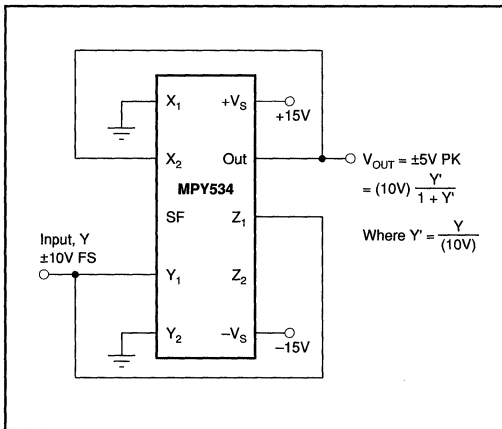 X₁
+Vₛ
+15V
X₂
Out
VOUT = ±5V PK
MPY534
= (10V) Y' / 1 + Y'
SF
Z₁
Where Y' = Y / (10V)
Input, Y
±10V FS
Y₁
Z₂
Y₂
−Vₛ
−15V